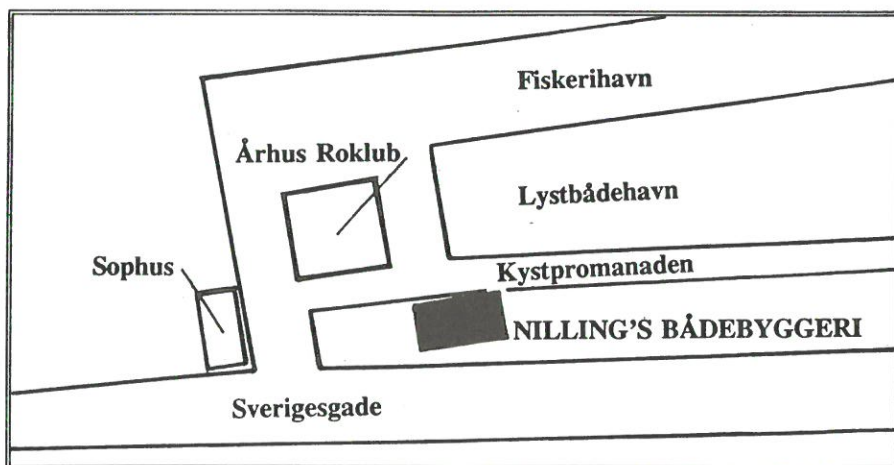 Fiskerihavn
Århus Roklub
Lystbådehavn
Sophus
Kystpromanaden
NILLING'S BÅDEBYGGERI
Sverigesgade